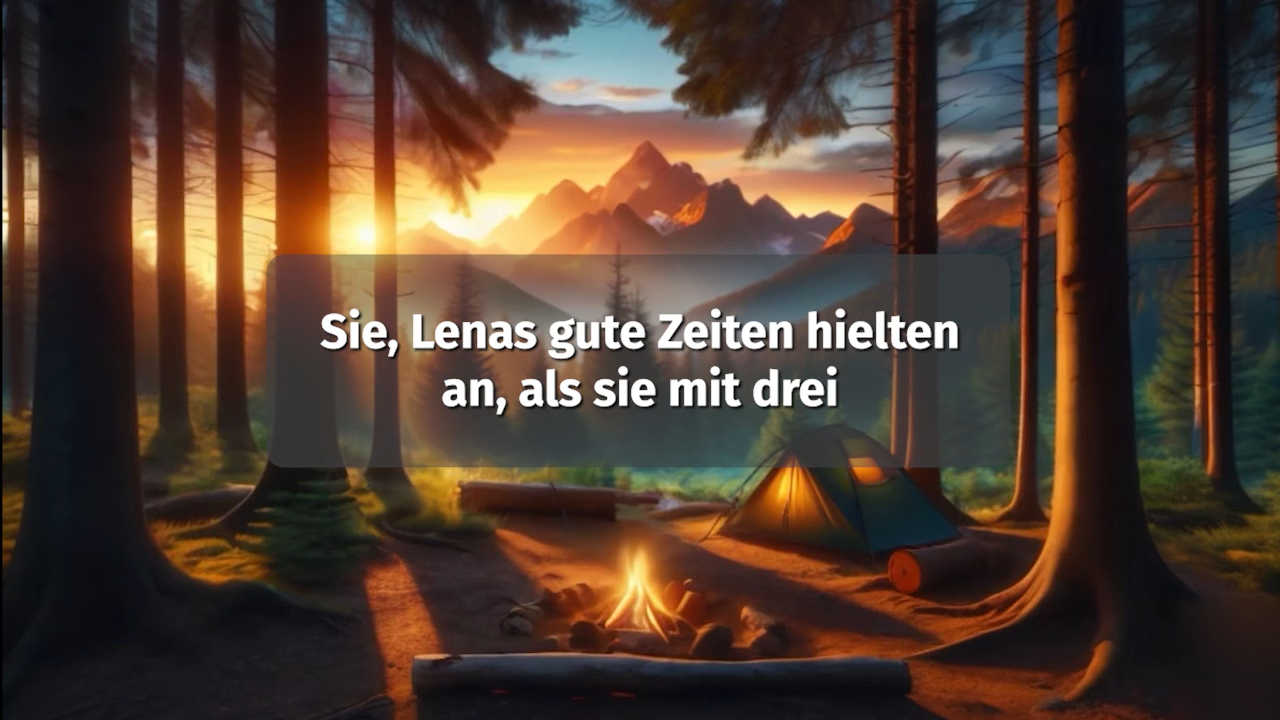 Sie, Lenas gute Zeiten hielten
an, als sie mit drei